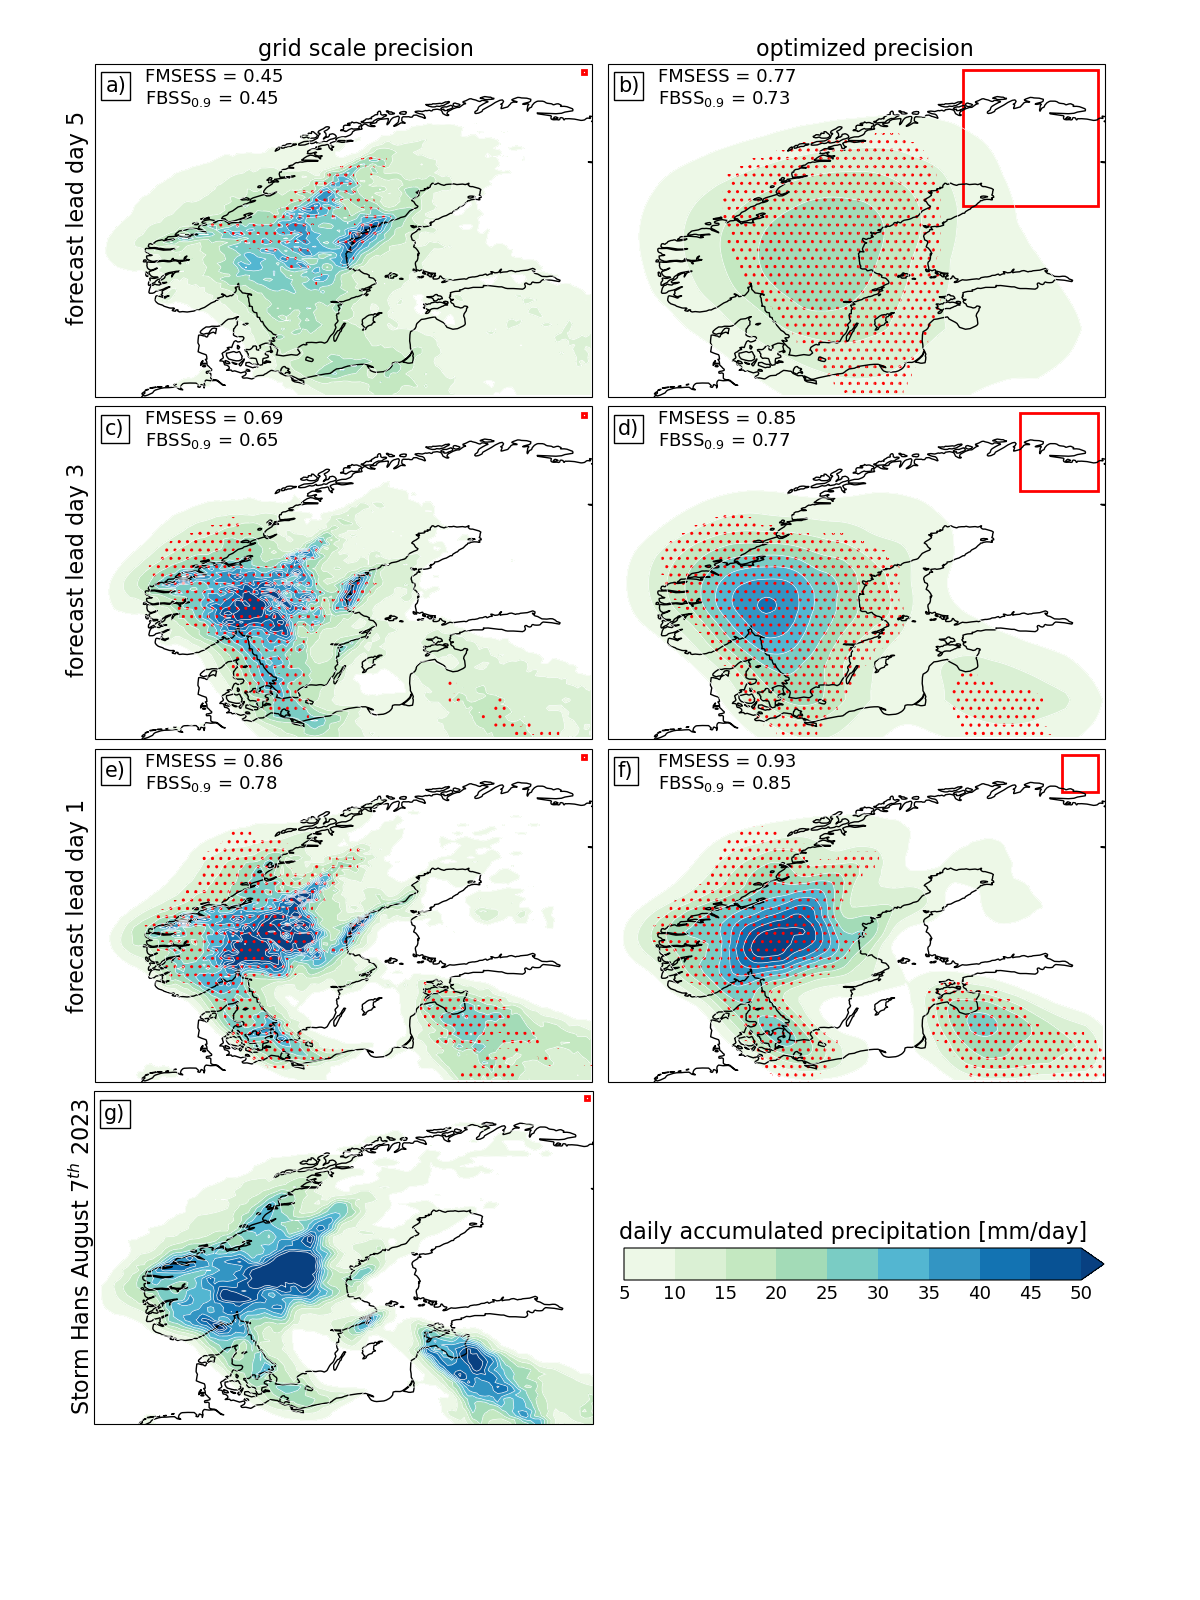 grid scale precision
optimized precision
forecast lead day 5
a)
FMSESS = 0.45
FBSS0.9 = 0.45
b)
FMSESS = 0.77
FBSS0.9 = 0.73
forecast lead day 3
c)
FMSESS = 0.69
FBSS0.9 = 0.65
d)
FMSESS = 0.85
FBSS0.9 = 0.77
forecast lead day 1
e)
FMSESS = 0.86
FBSS0.9 = 0.78
f)
FMSESS = 0.93
FBSS0.9 = 0.85
Storm Hans August 7th 2023
g)
daily accumulated precipitation [mm/day]
5 10 15 20 25 30 35 40 45 50